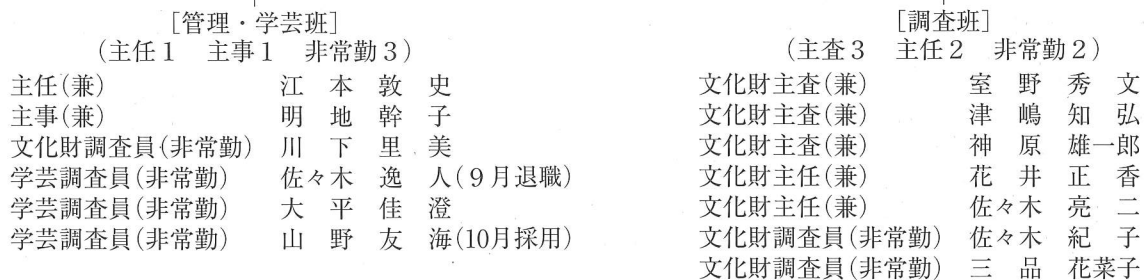 [管理・学芸班]
(主任1 主事1 非常勤3)
主任(兼) 江本敦史
主事(兼) 明地幹子
文化財調査員(非常勤) 川下里美
学芸調査員(非常勤) 佐々木逸人(9月退職)
学芸調査員(非常勤) 大平佳澄
学芸調査員(非常勤) 山野友海(10月採用)
[調査班]
(主査3 主任2 非常勤2)
文化財主査(兼) 室野秀文
文化財主査(兼) 津嶋知弘
文化財主査(兼) 神原雄一郎
文化財主任(兼) 花井正香
文化財主任(兼) 佐々木亮二
文化財調査員(非常勤) 佐々木紀子
文化財調査員(非常勤) 三品花菜子